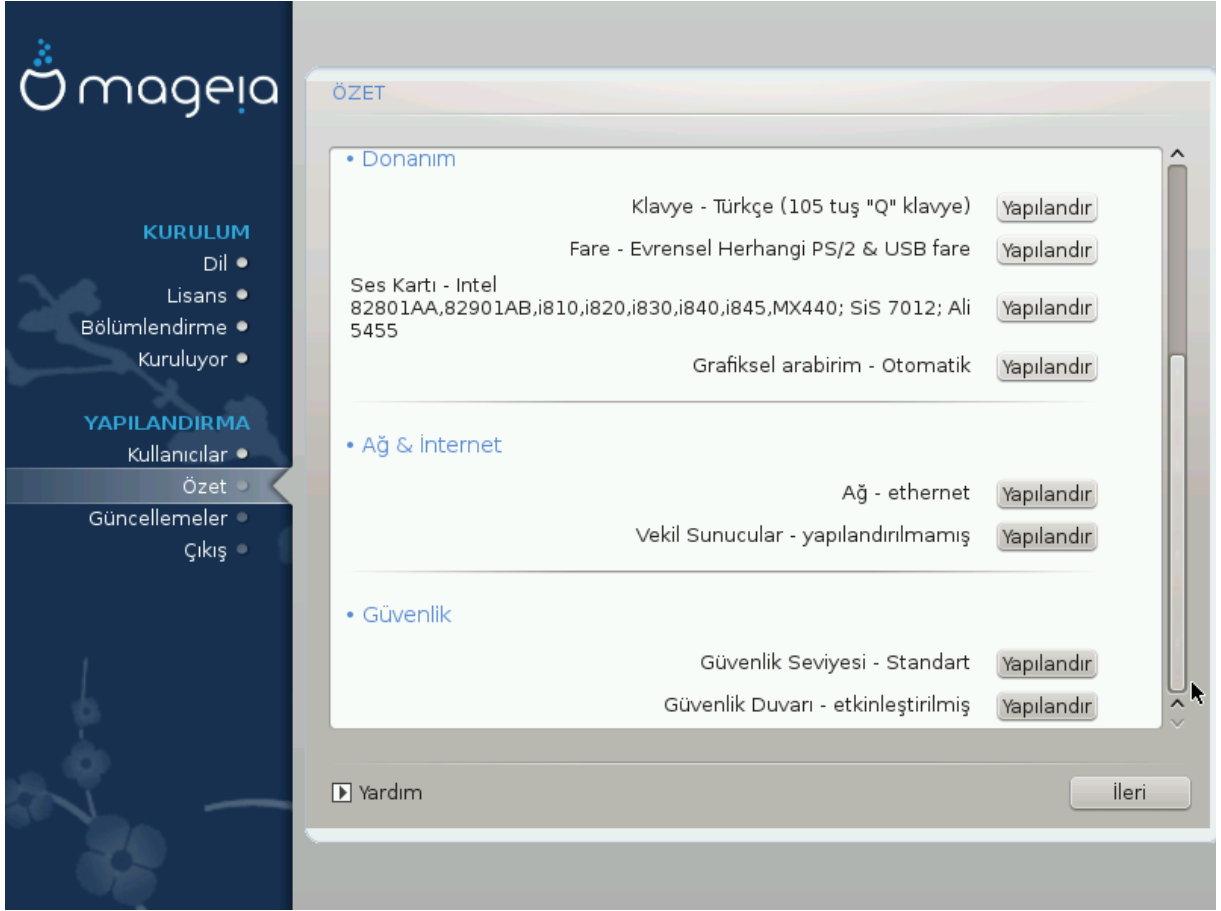 mageia
KURULUM
Dil
Lisans
Bölümlendirme
Kuruluyor
YAPILANDIRMA
Kullanıcılar
Özet
Güncellemeler
Çıkış
ÖZET
• Donanım
Klavye - Türkçe (105 tuş "Q" klavye)
Yapılandır
Fare - Evrensel Herhangi PS/2 & USB fare
Yapılandır
Ses Kartı - Intel
82801AA,82901AB,i810,i820,i830,i840,i845,MX440; SiS 7012; Ali
5455
Yapılandır
Grafiksel arabirim - Otomatik
Yapılandır
• Ağ & İnternet
Ağ - ethernet
Yapılandır
Vekil Sunucular - yapılandırılmamış
Yapılandır
• Güvenlik
Güvenlik Seviyesi - Standart
Yapılandır
Güvenlik Duvarı - etkinleştirilmiş
Yapılandır
Yardım
İleri